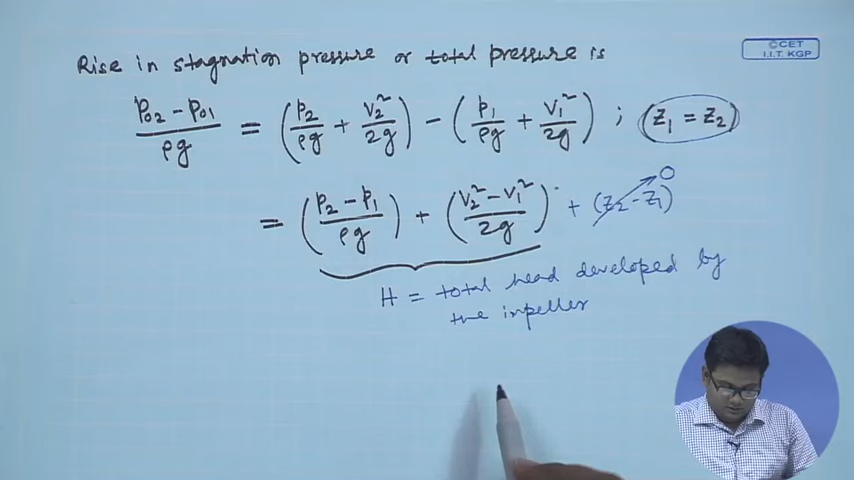 © CET
I.I.T. KGP
Rise in stagnation pressure or total pressure is
(p02 - p01)/ρg = (p2/ρg + V2²/2g) - (p1/ρg + V1²/2g) ; (z1 = z2)
= ((p2 - p1)/ρg) + ((V2² - V1²)/2g) + (z2 - z1) → 0
H = total head developed by
the impeller